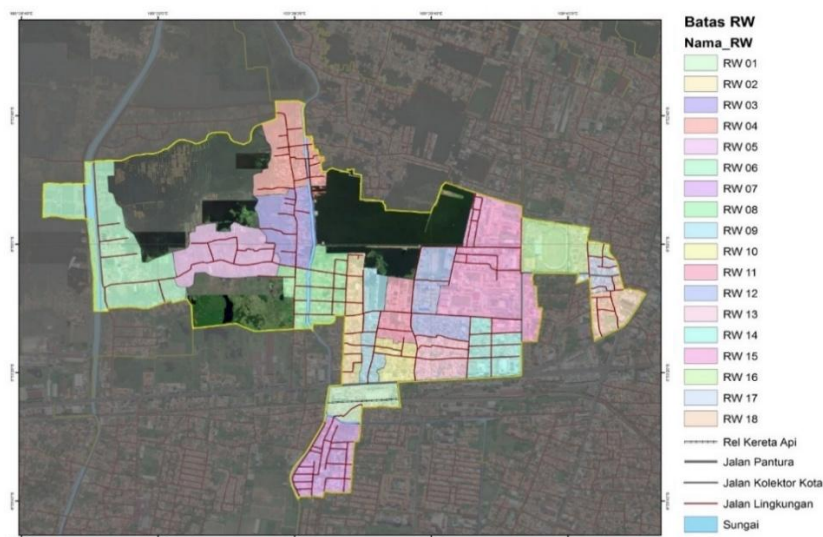 Batas RW
Nama_RW
RW 01
RW 02
RW 03
RW 04
RW 05
RW 06
RW 07
RW 08
RW 09
RW 10
RW 11
RW 12
RW 13
RW 14
RW 15
RW 16
RW 17
RW 18
Rel Kereta Api
Jalan Pantura
Jalan Kolektor Kota
Jalan Lingkungan
Sungai